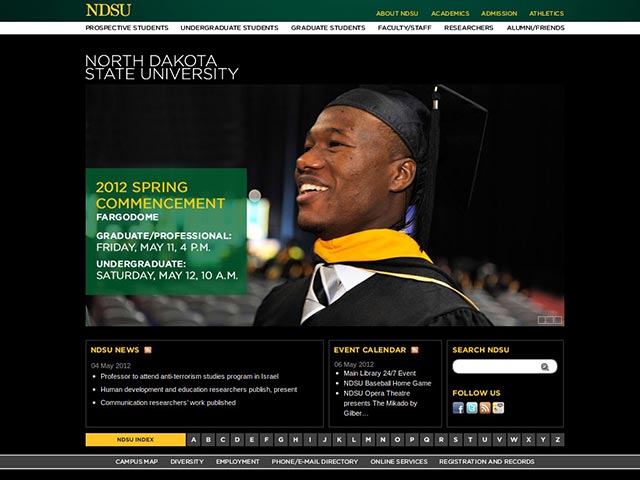 NDSU
ABOUT NDSU ACADEMICS ADMISSION ATHLETICS
PROSPECTIVE STUDENTS UNDERGRADUATE STUDENTS GRADUATE STUDENTS FACULTY/STAFF RESEARCHERS ALUMNI/FRIENDS
NORTH DAKOTA
STATE UNIVERSITY
2012 SPRING
COMMENCEMENT
FARGODOME
GRADUATE/PROFESSIONAL:
FRIDAY, MAY 11, 4 P.M.
UNDERGRADUATE:
SATURDAY, MAY 12, 10 A.M.
NDSU NEWS
04 May 2012
Professor to attend anti-terrorism studies program in Israel
Human development and education researchers publish, present
Communication researchers' work published
EVENT CALENDAR
06 May 2012
Main Library 24/7 Event
NDSU Baseball Home Game
NDSU Opera Theatre
presents The Mikado by
Gilber…
SEARCH NDSU
FOLLOW US
NDSU INDEX A B C D E F G H I J K L M N O P Q R S T U V W X Y Z
CAMPUS MAP DIVERSITY EMPLOYMENT PHONE/E-MAIL DIRECTORY ONLINE SERVICES REGISTRATION AND RECORDS